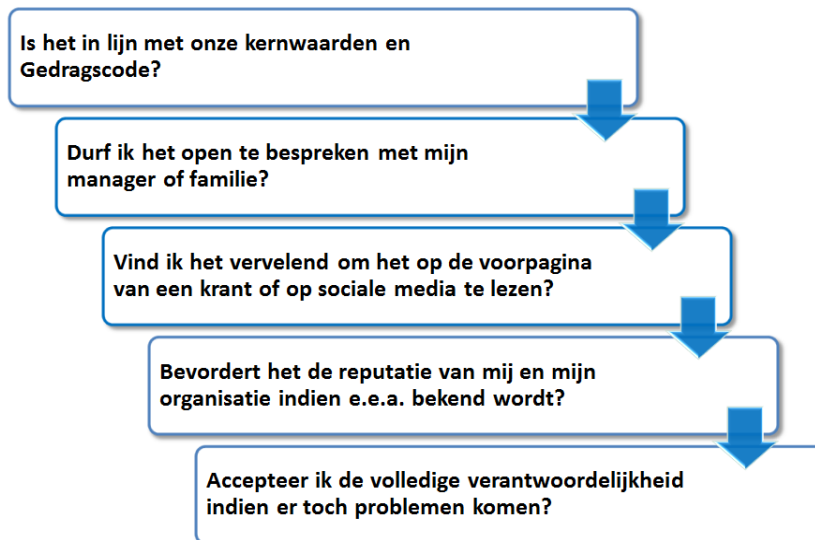 Is het in lijn met onze kernwaarden en
Gedragscode?
Durf ik het open te bespreken met mijn
manager of familie?
Vind ik het vervelend om het op de voorpagina
van een krant of op sociale media te lezen?
Bevordert het de reputatie van mij en mijn
organisatie indien e.e.a. bekend wordt?
Accepteer ik de volledige verantwoordelijkheid
indien er toch problemen komen?